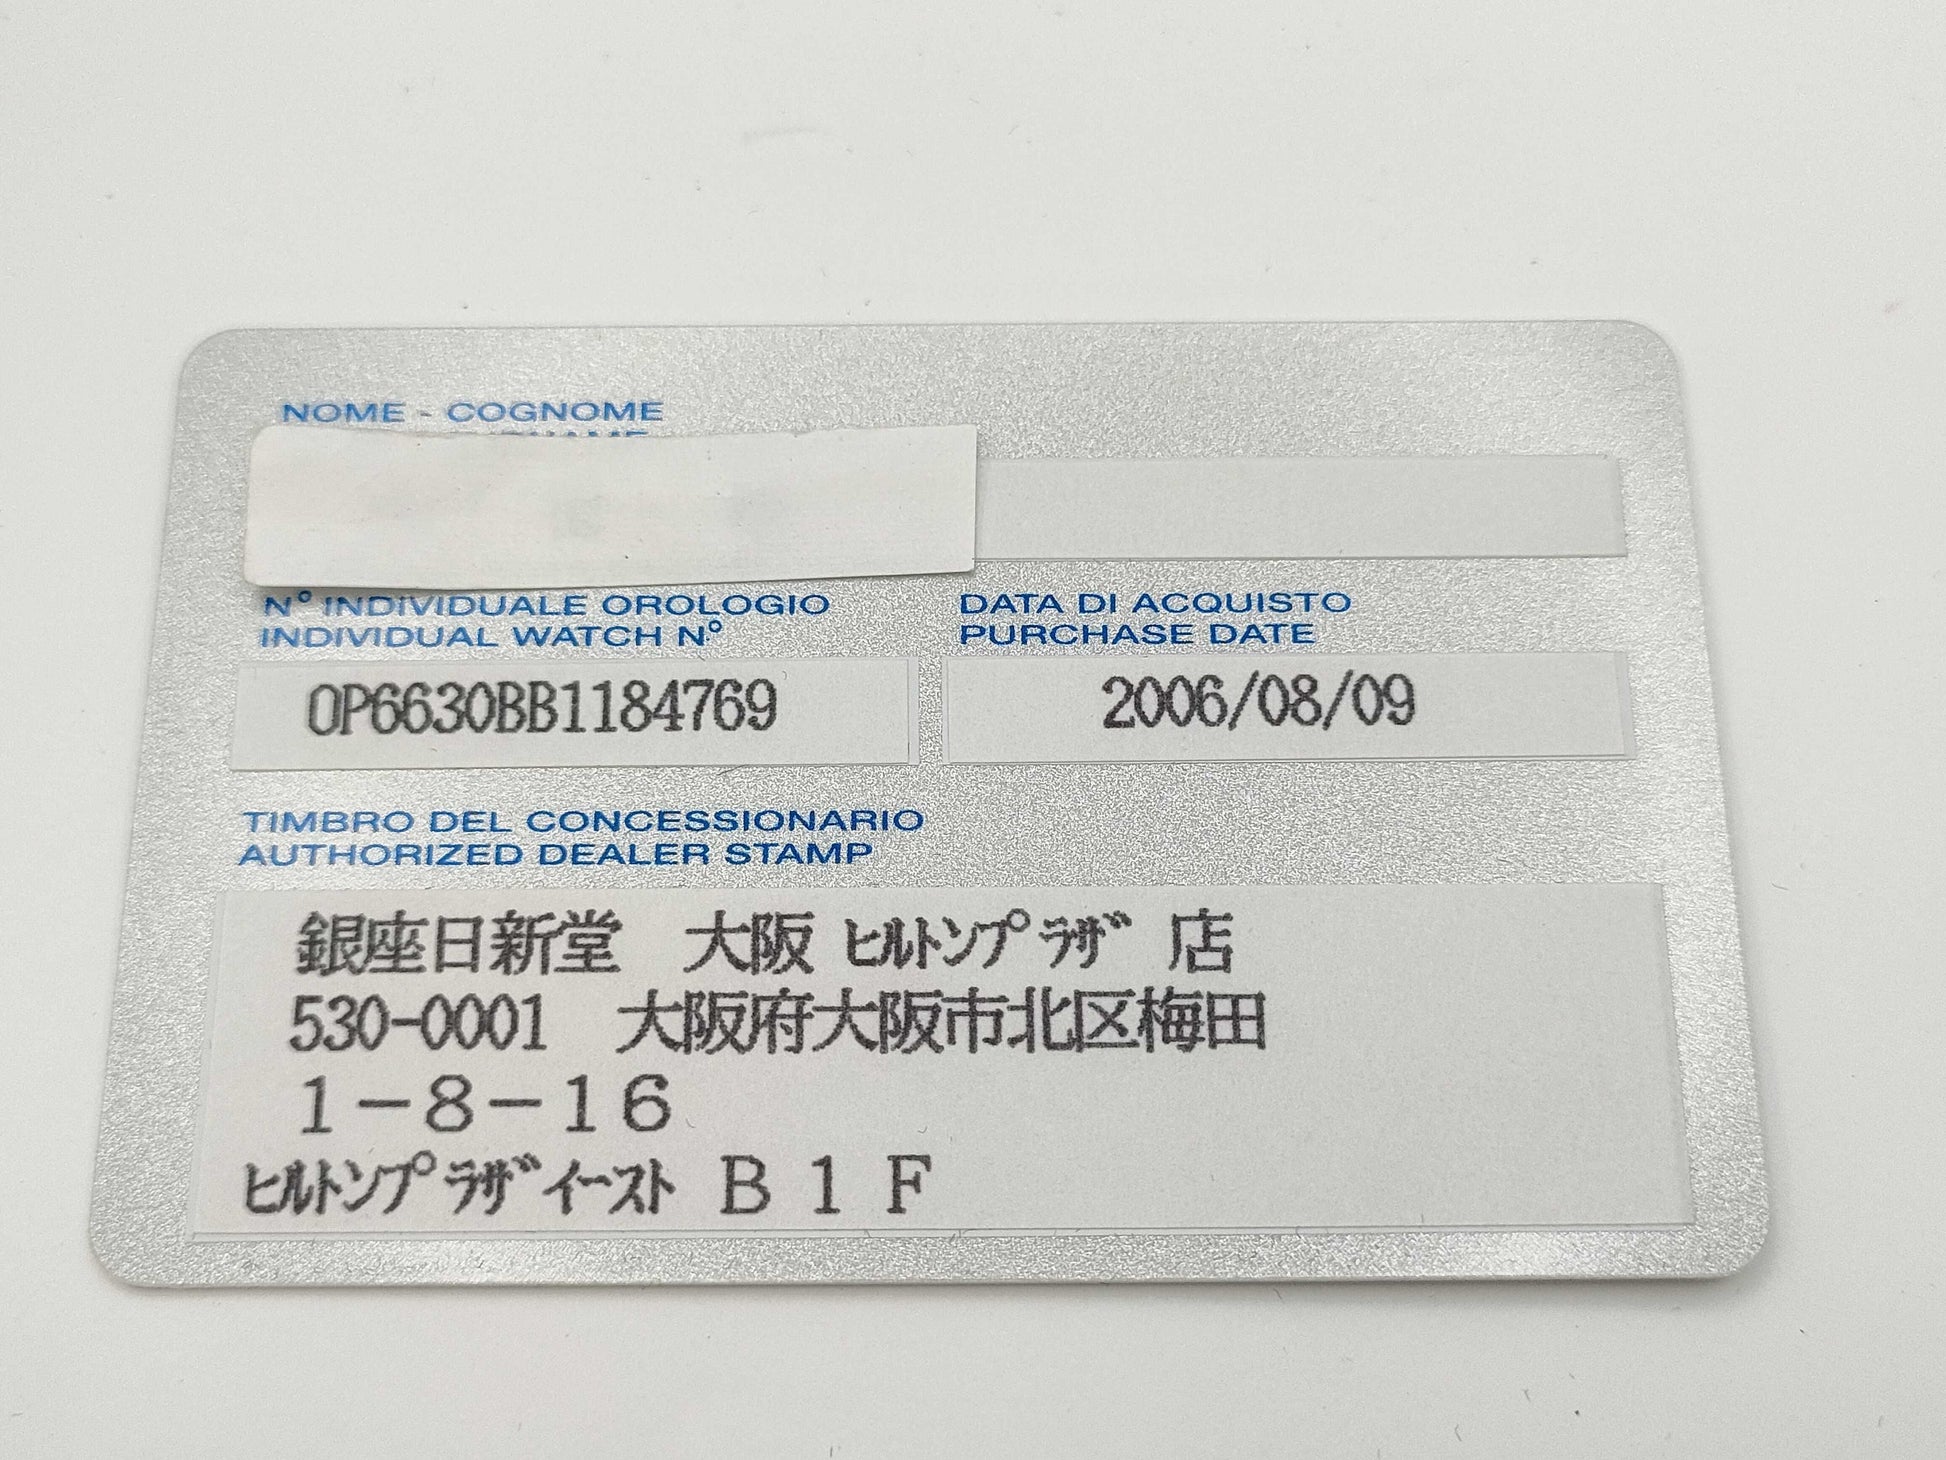 NOME - COGNOME
N° INDIVIDUALE OROLOGIO
INDIVIDUAL WATCH N°
DATA DI ACQUISTO
PURCHASE DATE
OP6630BB1184769
2006/08/09
TIMBRO DEL CONCESSIONARIO
AUTHORIZED DEALER STAMP
銀座日新堂　大阪 ﾋﾙﾄﾝﾌﾟﾗｻﾞ 店
530-0001　大阪府大阪市北区梅田
１－８－１６
ﾋﾙﾄﾝﾌﾟﾗｻﾞｲｰｽﾄ Ｂ１Ｆ